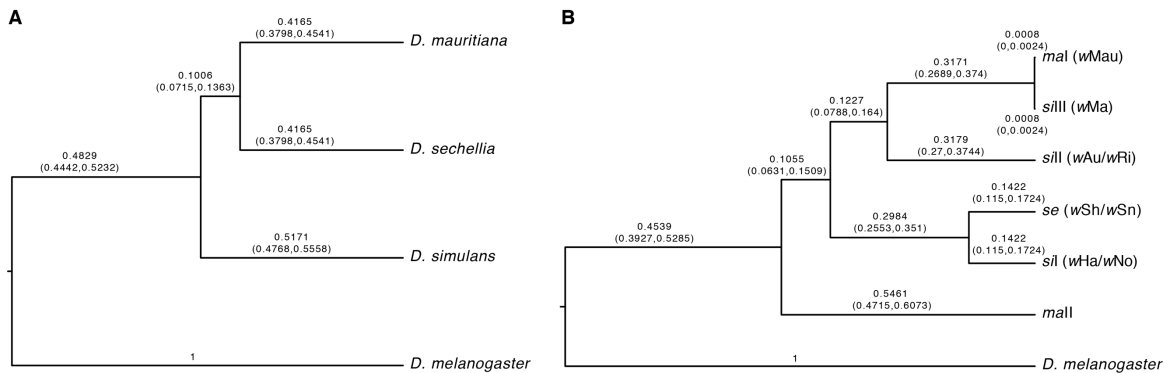 A
0.4165
(0.3798,0.4541)
D. mauritiana
0.1006
(0.0715,0.1363)
0.4165
(0.3798,0.4541)
D. sechellia
0.4829
(0.4442,0.5232)
0.5171
(0.4768,0.5558)
D. simulans
1
D. melanogaster
B
0.0008
(0,0.0024)
maI (wMau)
0.3171
(0.2689,0.374)
0.1227
(0.0788,0.164)
siIII (wMa)
0.0008
(0,0.0024)
0.3179
(0.27,0.3744)
siII (wAu/wRi)
0.1055
(0.0631,0.1509)
0.1422
(0.115,0.1724)
se (wSh/wSn)
0.2984
(0.2553,0.351)
0.1422
(0.115,0.1724)
siI (wHa/wNo)
0.4539
(0.3927,0.5285)
0.5461
(0.4715,0.6073)
maII
1
D. melanogaster